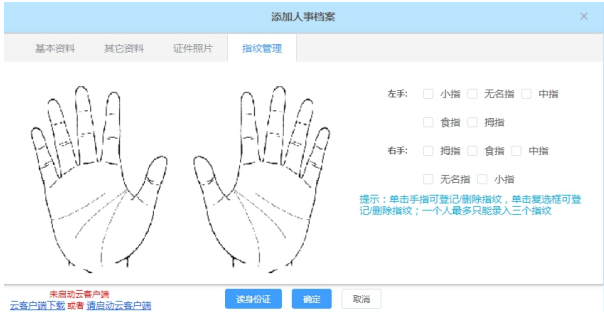 添加人事档案
基本资料 其它资料 证件照片 指纹管理
左手: 小指 无名指 中指
食指 拇指
右手: 拇指 食指 中指
无名指 小指
提示：单击手指可登记/删除指纹，单击复选框可登
记/删除指纹；一个人最多只能录入三个指纹
未启动云客户端
云客户端下载 或者 请启动云客户端
读身份证 确定 取消